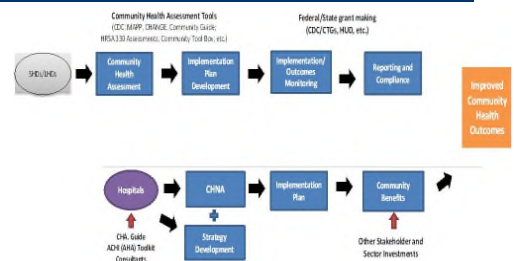 Community Health Assessment Tools
(CDC: MAPP, CHANGE, Community Guide;
HRSA 330 Assessments, Community Tool Box; etc.)
Federal/State grant making
(CDC/CTGs, HUD, etc.)
SHDs/LHDs
Community
Health
Assessment
Implementation
Plan
Development
Implementation/
Outcomes
Monitoring
Reporting and
Compliance
Improved
Community
Health
Outcomes
Hospitals
CHNA
Implementation
Plan
Community
Benefits
Strategy
Development
CHA, Guide
ACHI (AHA) Toolkit
Consultants
Other Stakeholder and
Sector Investments